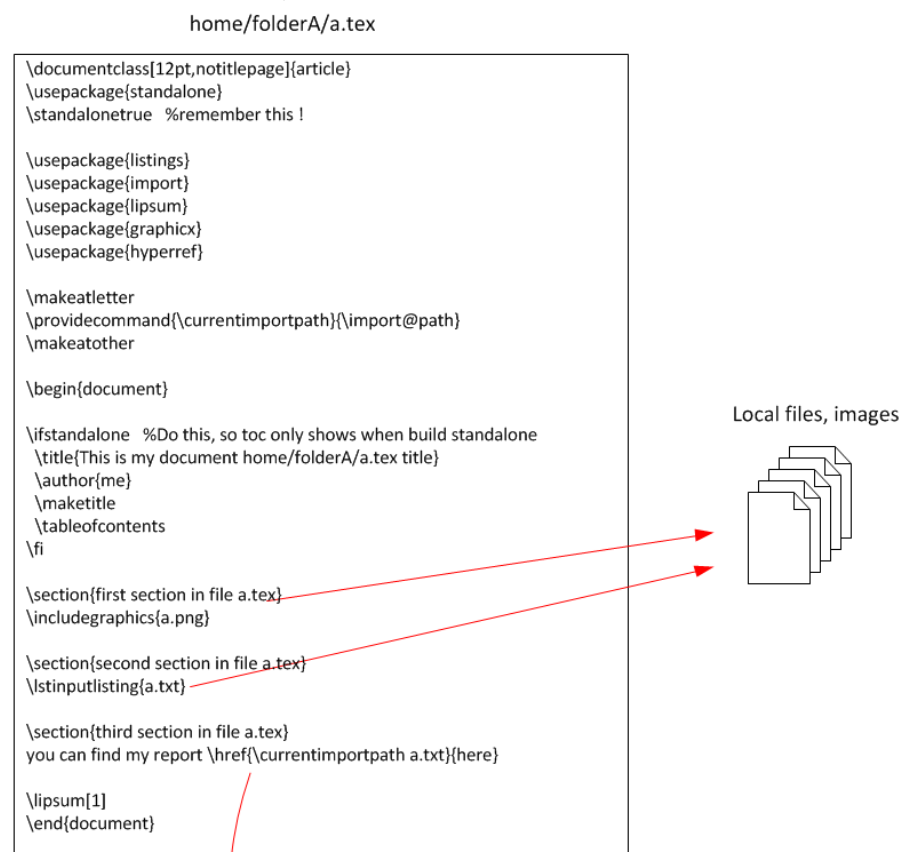 home/folderA/a.tex
\documentclass[12pt,notitlepage]{article}
\usepackage{standalone}
\standalonetrue %remember this !
\usepackage{listings}
\usepackage{import}
\usepackage{lipsum}
\usepackage{graphicx}
\usepackage{hyperref}
\makeatletter
\providecommand{\currentimportpath}{\import@path}
\makeatother
\begin{document}
\ifstandalone %Do this, so toc only shows when build standalone
\title{This is my document home/folderA/a.tex title}
\author{me}
\maketitle
\tableofcontents
\fi
\section{first section in file a.tex}
\includegraphics{a.png}
\section{second section in file a.tex}
\lstinputlisting{a.txt}
\section{third section in file a.tex}
you can find my report \href{\currentimportpath a.txt}{here}
\lipsum[1]
\end{document}
Local files, images